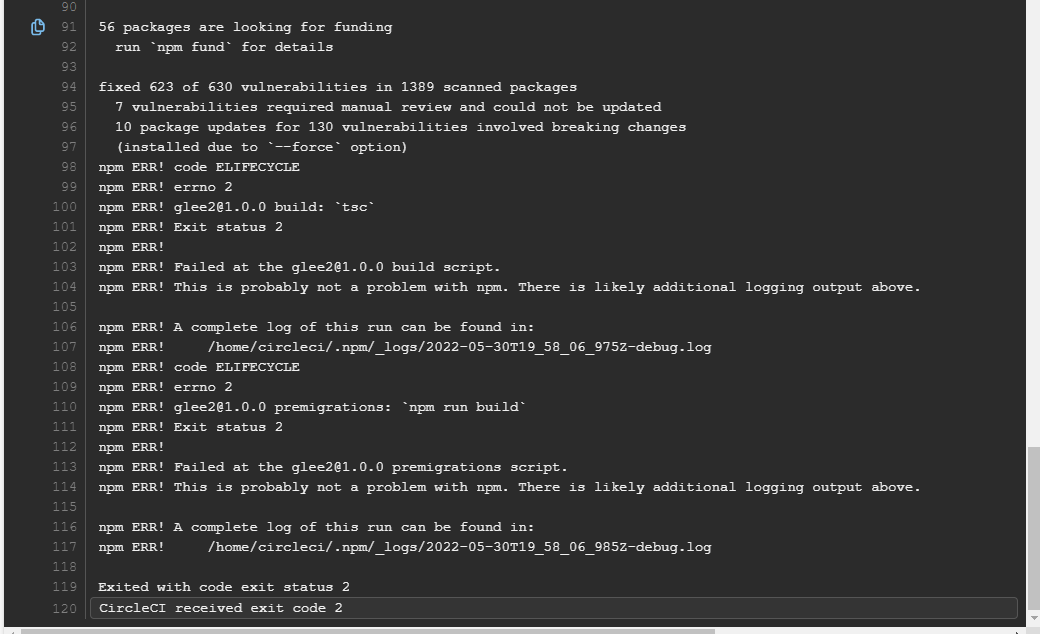 90
91 56 packages are looking for funding
92   run `npm fund` for details
93
94 fixed 623 of 630 vulnerabilities in 1389 scanned packages
95   7 vulnerabilities required manual review and could not be updated
96   10 package updates for 130 vulnerabilities involved breaking changes
97   (installed due to `--force` option)
98 npm ERR! code ELIFECYCLE
99 npm ERR! errno 2
100 npm ERR! glee2@1.0.0 build: `tsc`
101 npm ERR! Exit status 2
102 npm ERR!
103 npm ERR! Failed at the glee2@1.0.0 build script.
104 npm ERR! This is probably not a problem with npm. There is likely additional logging output above.
105
106 npm ERR! A complete log of this run can be found in:
107 npm ERR!     /home/circleci/.npm/_logs/2022-05-30T19_58_06_975Z-debug.log
108 npm ERR! code ELIFECYCLE
109 npm ERR! errno 2
110 npm ERR! glee2@1.0.0 premigrations: `npm run build`
111 npm ERR! Exit status 2
112 npm ERR!
113 npm ERR! Failed at the glee2@1.0.0 premigrations script.
114 npm ERR! This is probably not a problem with npm. There is likely additional logging output above.
115
116 npm ERR! A complete log of this run can be found in:
117 npm ERR!     /home/circleci/.npm/_logs/2022-05-30T19_58_06_985Z-debug.log
118
119 Exited with code exit status 2
120 CircleCI received exit code 2